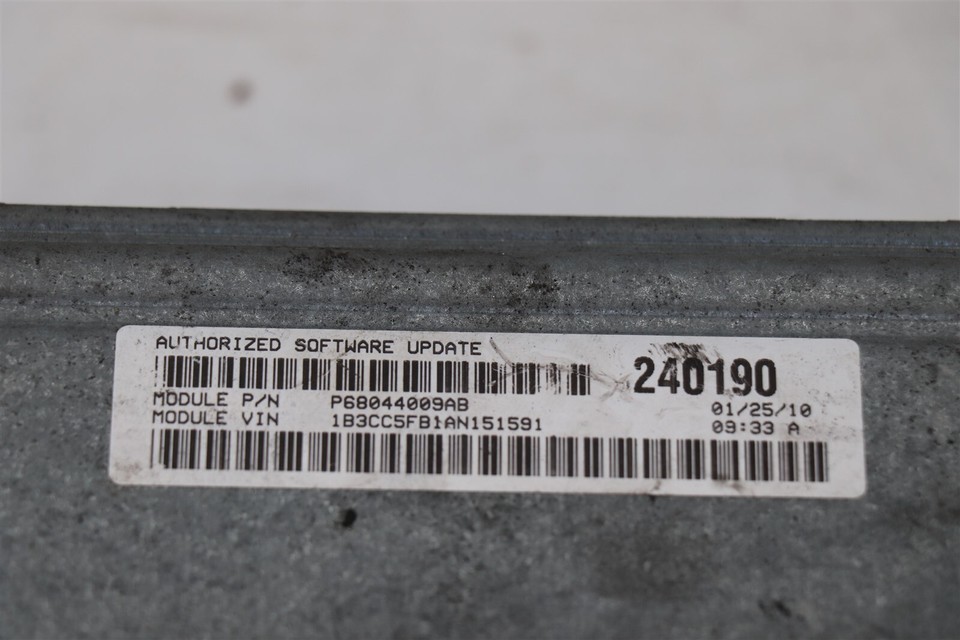 AUTHORIZED SOFTWARE UPDATE
240190
MODULE P/N P68044009AB 01/25/10
MODULE VIN 1B3CC5FB1AN151591 09:33 A